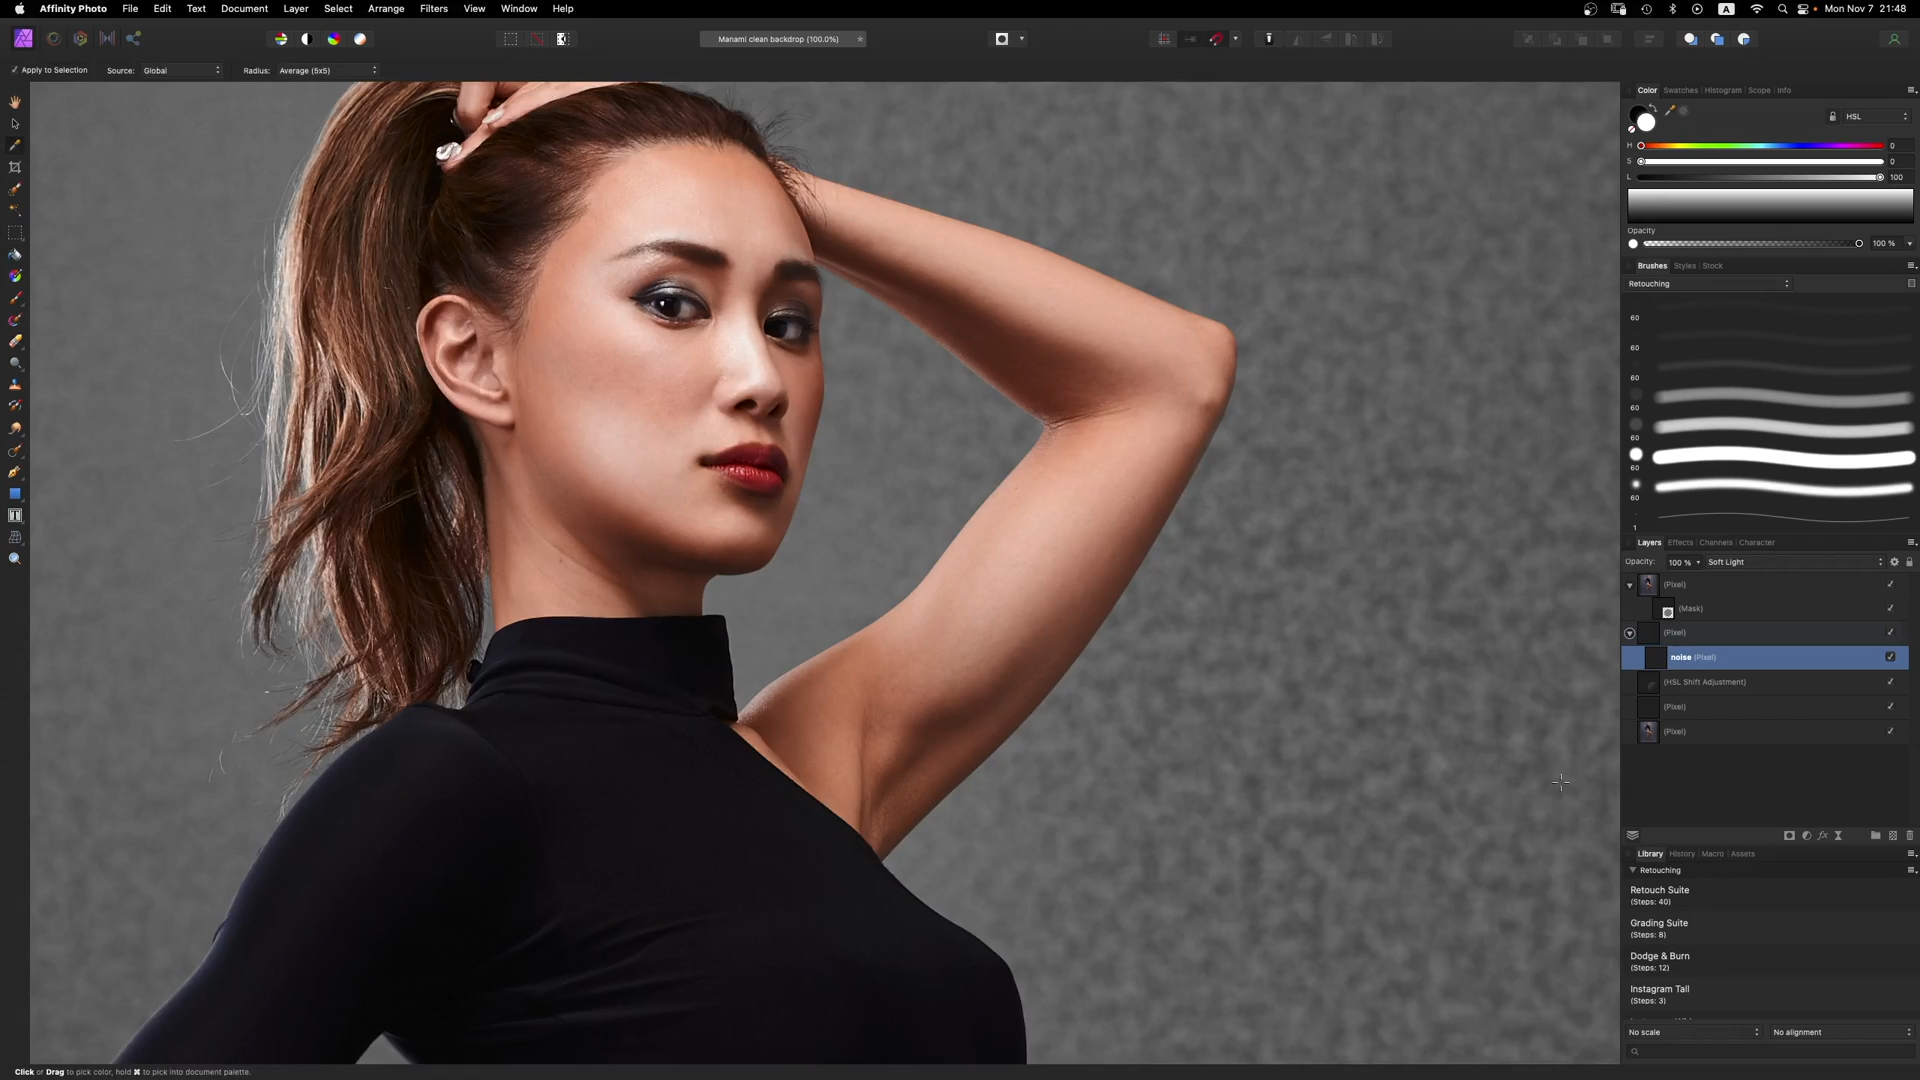 Affinity Photo File Edit Text Document Layer Select Arrange Filters View Window Help
A Mon Nov 7 21:48
Manami clean backdrop (100.0%)
Apply to Selection Source: Global Radius: Average (5x5)
Color Swatches Histogram Scope Info
HSL
H 0
S 0
L 100
Opacity
100 %
Brushes Styles Stock
Retouching
60
60
60
60
60
60
60
1
Layers Effects Channels Character
Opacity: 100 % Soft Light
(Pixel)
(Mask)
(Pixel)
noise (Pixel)
(HSL Shift Adjustment)
(Pixel)
(Pixel)
Library History Macro Assets
Retouching
Retouch Suite
(Steps: 40)
Grading Suite
(Steps: 8)
Dodge & Burn
(Steps: 12)
Instagram Tall
(Steps: 3)
No scale No alignment
Click or Drag to pick color, hold ⌘ to pick into document palette.